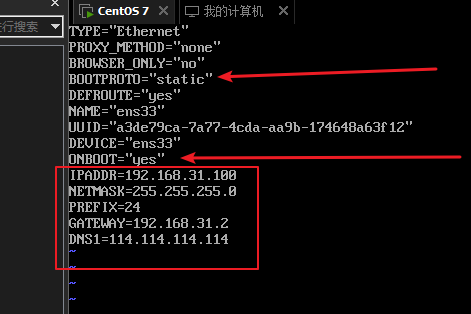 行搜索
CentOS 7
我的计算机
TYPE="Ethernet"
PROXY_METHOD="none"
BROWSER_ONLY="no"
BOOTPROTO="static"
DEFROUTE="yes"
NAME="ens33"
UUID="a3de79ca-7a77-4cda-aa9b-174648a63f12"
DEVICE="ens33"
ONBOOT="yes"
IPADDR=192.168.31.100
NETMASK=255.255.255.0
PREFIX=24
GATEWAY=192.168.31.2
DNS1=114.114.114.114
~
~
~
~